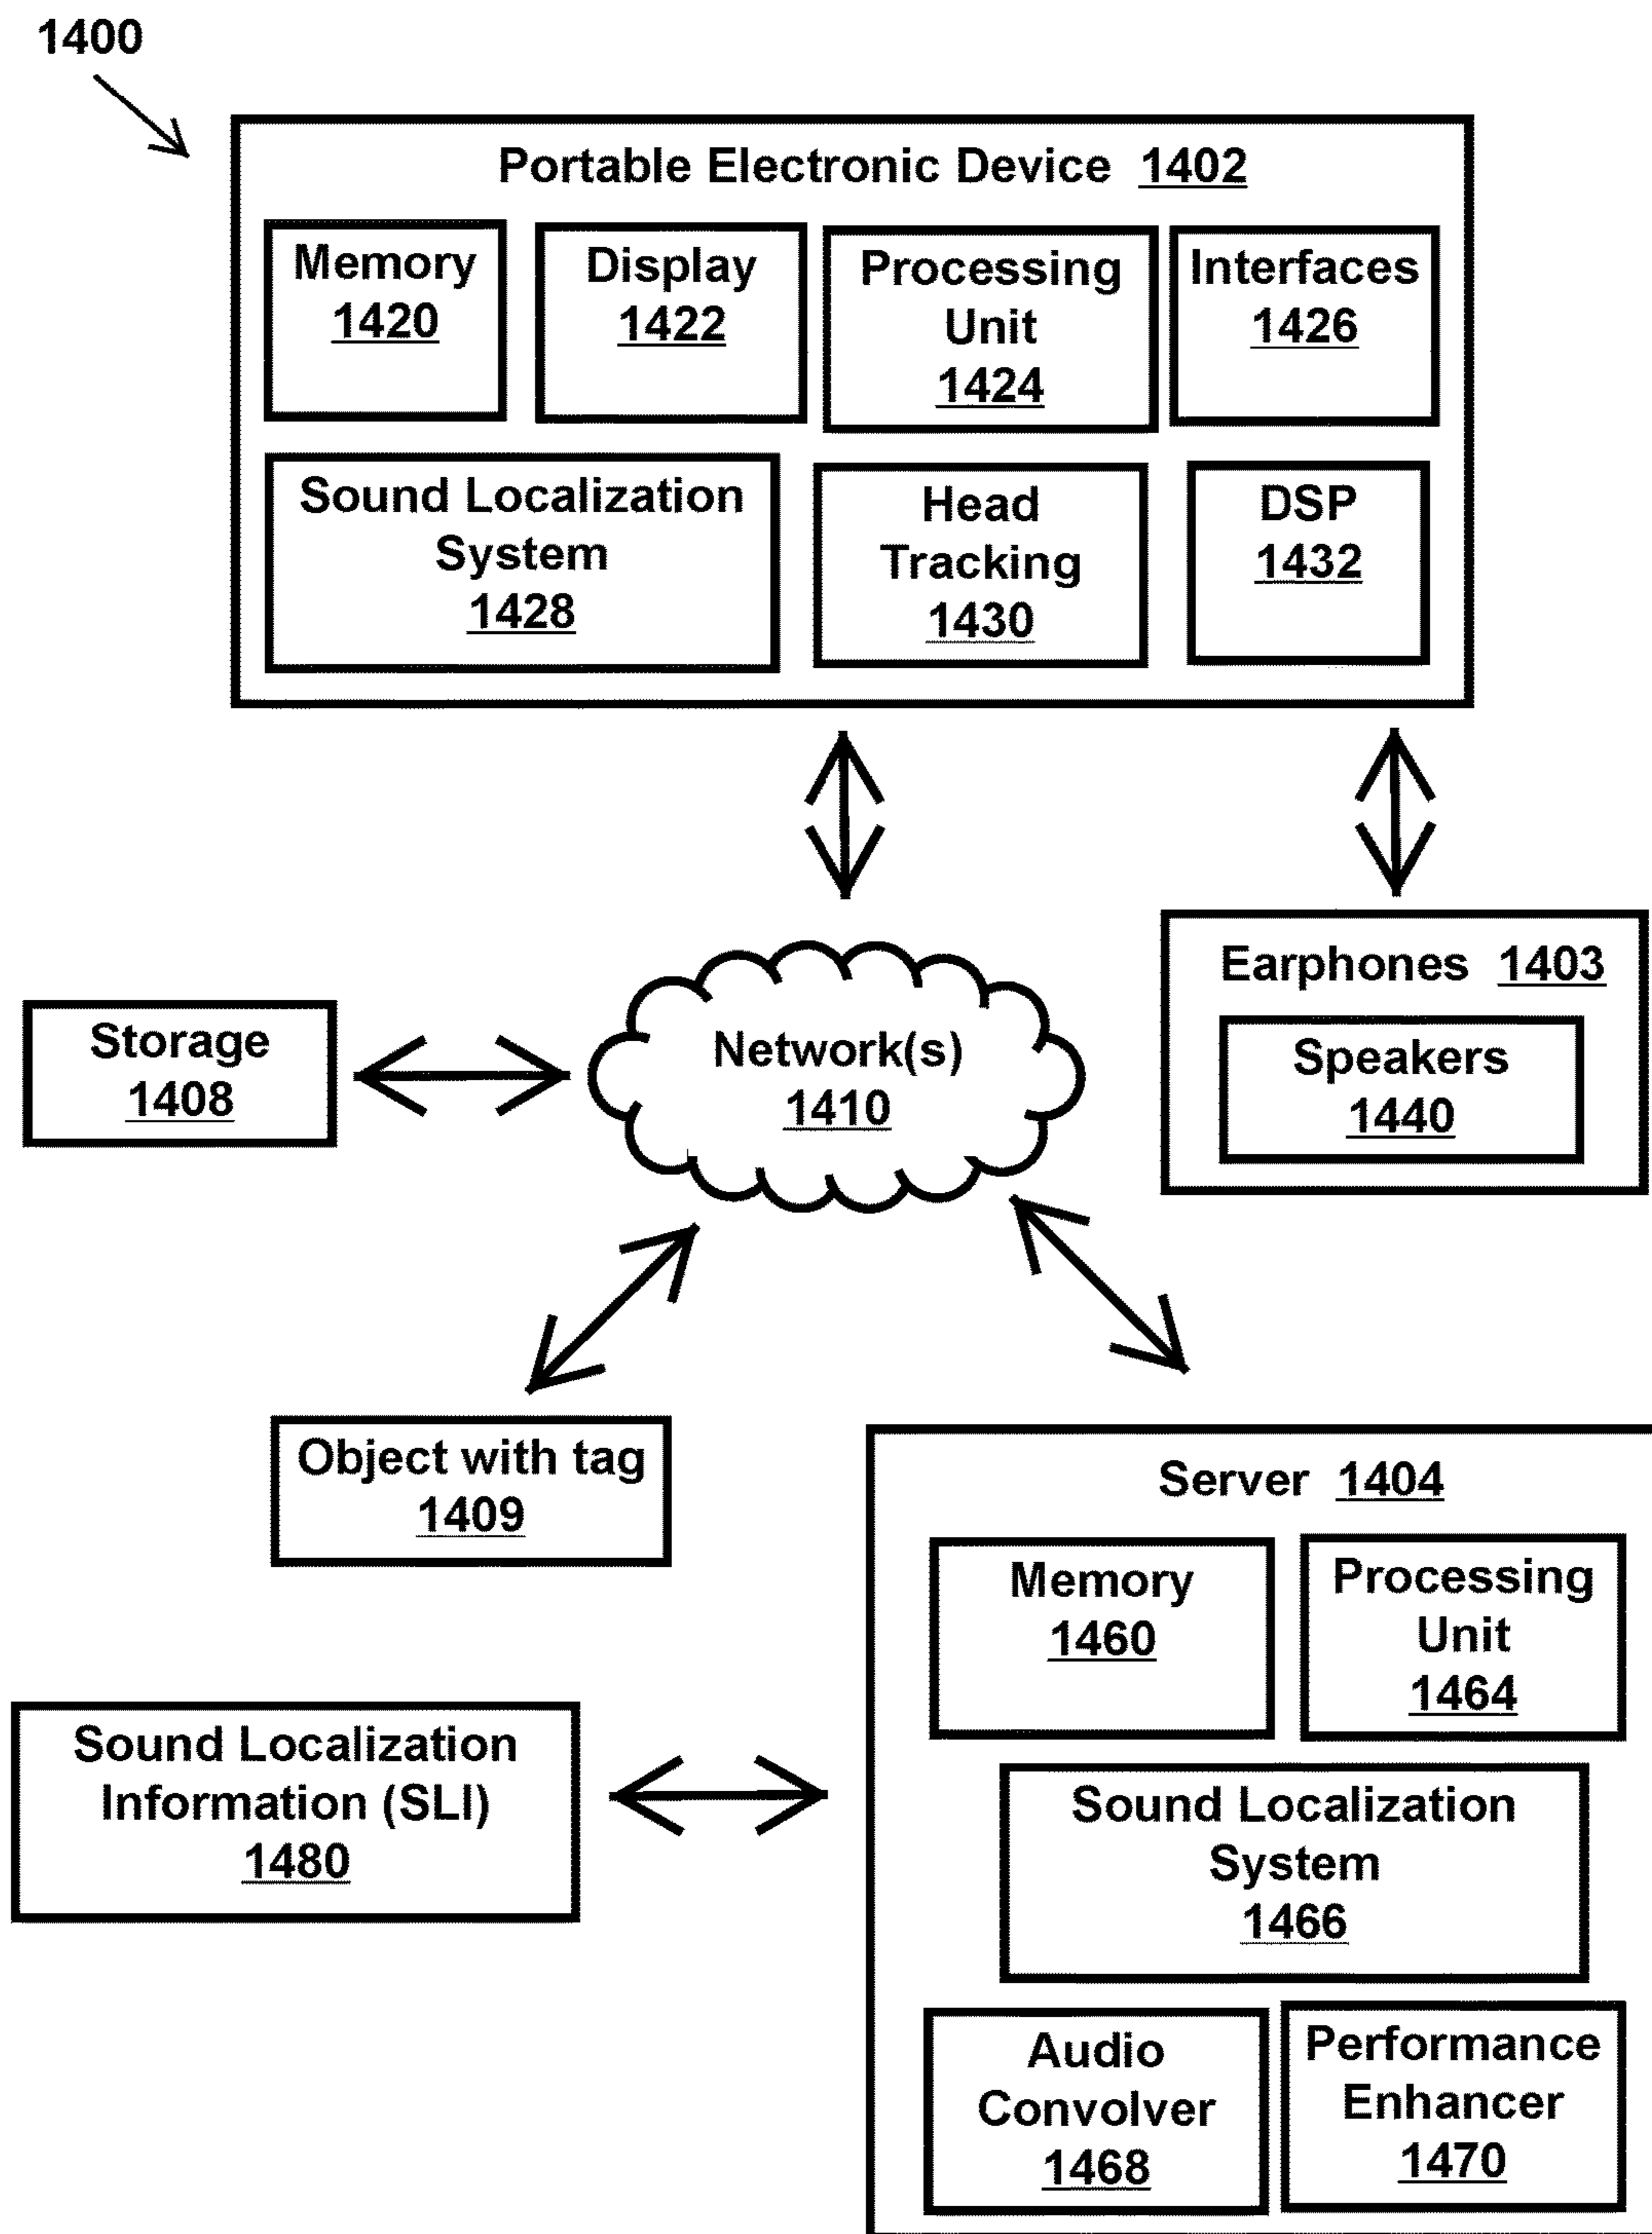 1400
Portable Electronic Device 1402
Memory
1420
Display
1422
Processing
Unit
1424
Interfaces
1426
Sound Localization
System
1428
Head
Tracking
1430
DSP
1432
Earphones 1403
Speakers
1440
Storage
1408
Network(s)
1410
Object with tag
1409
Server 1404
Memory
1460
Processing
Unit
1464
Sound Localization
Information (SLI)
1480
Sound Localization
System
1466
Audio
Convolver
1468
Performance
Enhancer
1470